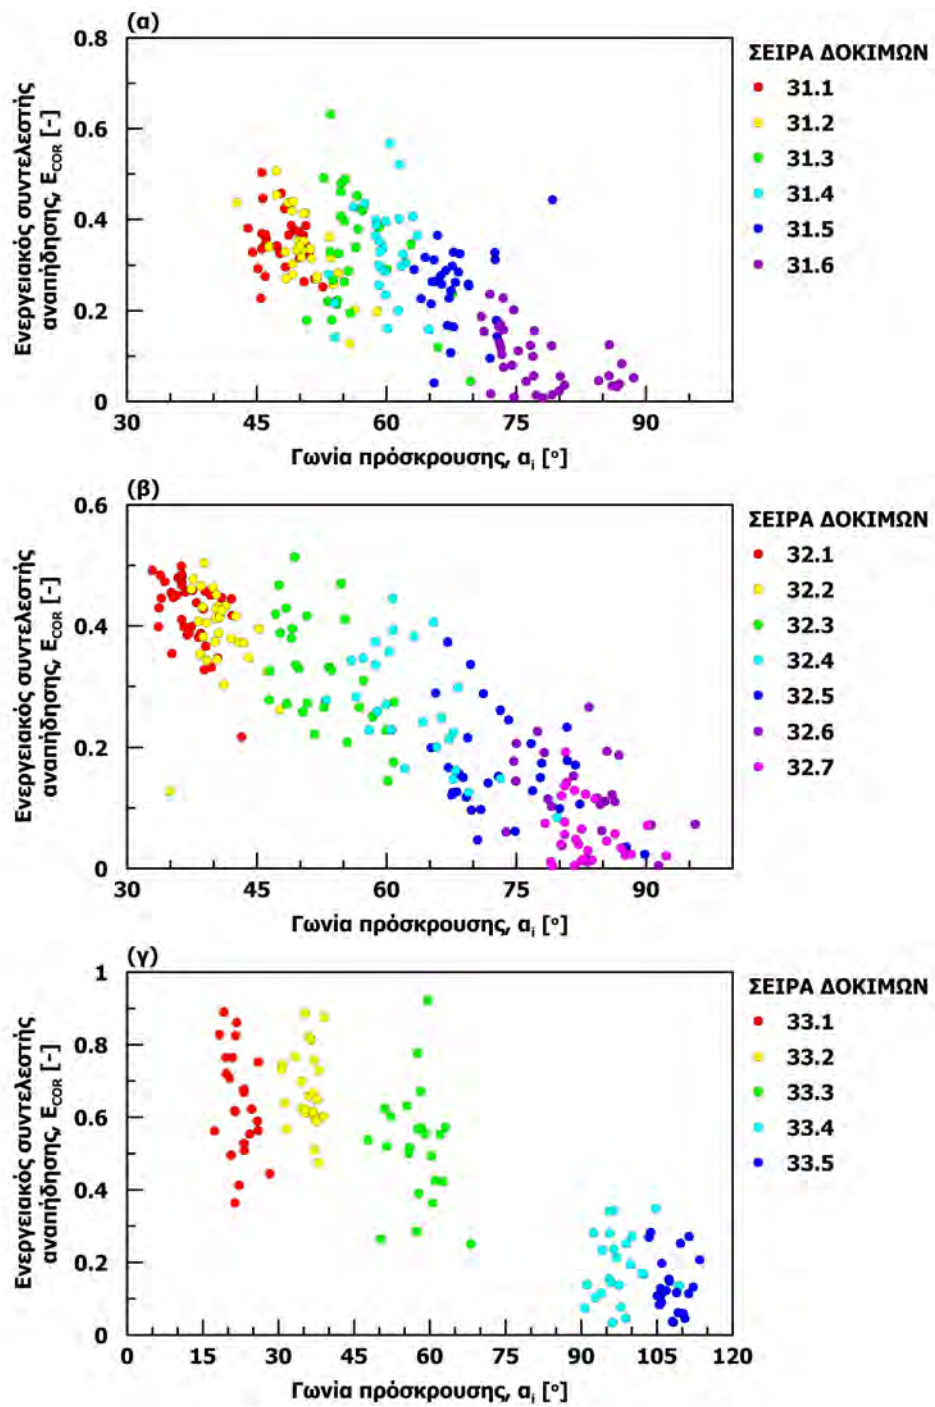 (α)
Ενεργειακός συντελεστής
αναπήδησης, E_COR [-]
0.8
0.6
0.4
0.2
0
30 45 60 75 90
Γωνία πρόσκρουσης, α_i [°]
ΣΕΙΡΑ ΔΟΚΙΜΩΝ
31.1
31.2
31.3
31.4
31.5
31.6
(β)
Ενεργειακός συντελεστής
αναπήδησης, E_COR [-]
0.6
0.4
0.2
0
30 45 60 75 90
Γωνία πρόσκρουσης, α_i [°]
ΣΕΙΡΑ ΔΟΚΙΜΩΝ
32.1
32.2
32.3
32.4
32.5
32.6
32.7
(γ)
Ενεργειακός συντελεστής
αναπήδησης, E_COR [-]
1
0.8
0.6
0.4
0.2
0
0 15 30 45 60 75 90 105 120
Γωνία πρόσκρουσης, α_i [°]
ΣΕΙΡΑ ΔΟΚΙΜΩΝ
33.1
33.2
33.3
33.4
33.5